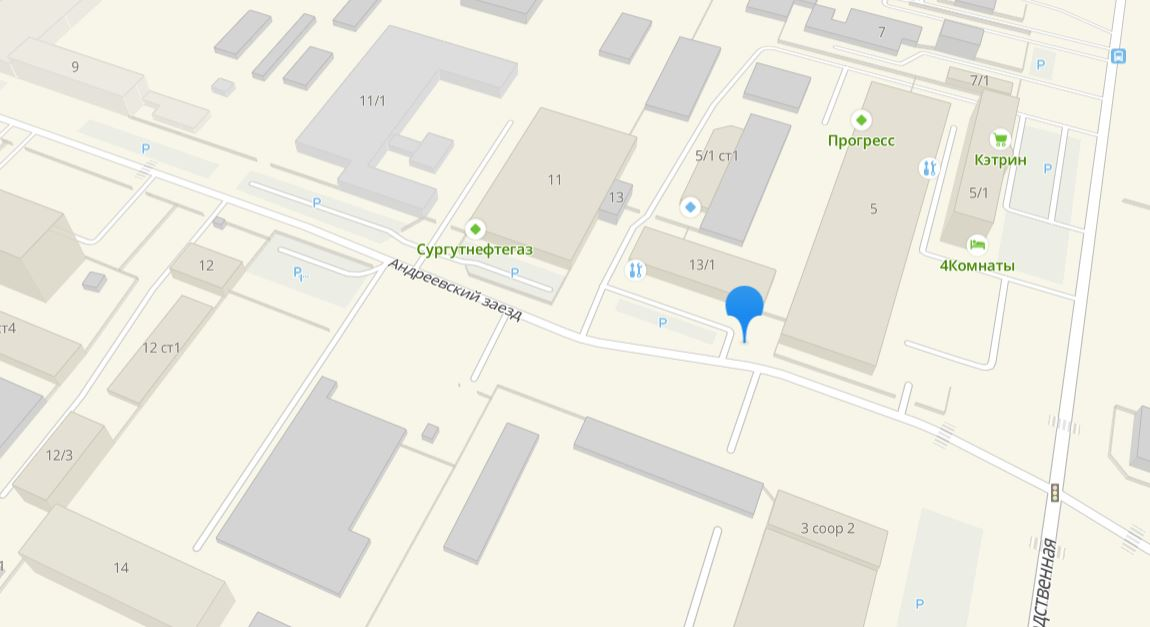 7
9
P
7/1
11/1
Прогресс
P
5/1 ст1
Кэтрин
P
11
5/1
13
P
5
Сургутнефтегаз
12
13/1
4Комнаты
P
P
Андреевский заезд
P
ст4
12 ст1
12/3
3 соор 2
14
P
дственная